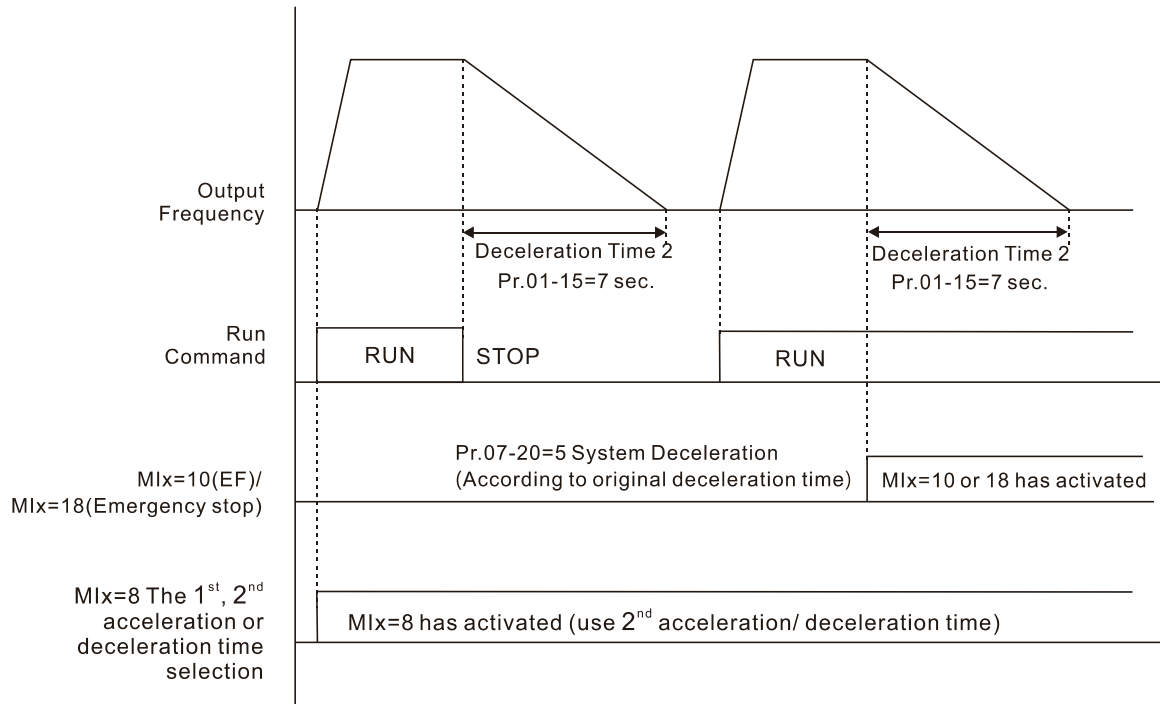 Output
Frequency
Deceleration Time 2
Pr.01-15=7 sec.
Deceleration Time 2
Pr.01-15=7 sec.
Run
Command
RUN
STOP
RUN
MIx=10(EF)/
MIx=18(Emergency stop)
Pr.07-20=5 System Deceleration
(According to original deceleration time)
MIx=10 or 18 has activated
MIx=8 The 1st, 2nd
acceleration or
deceleration time
selection
MIx=8 has activated (use 2nd acceleration/ deceleration time)